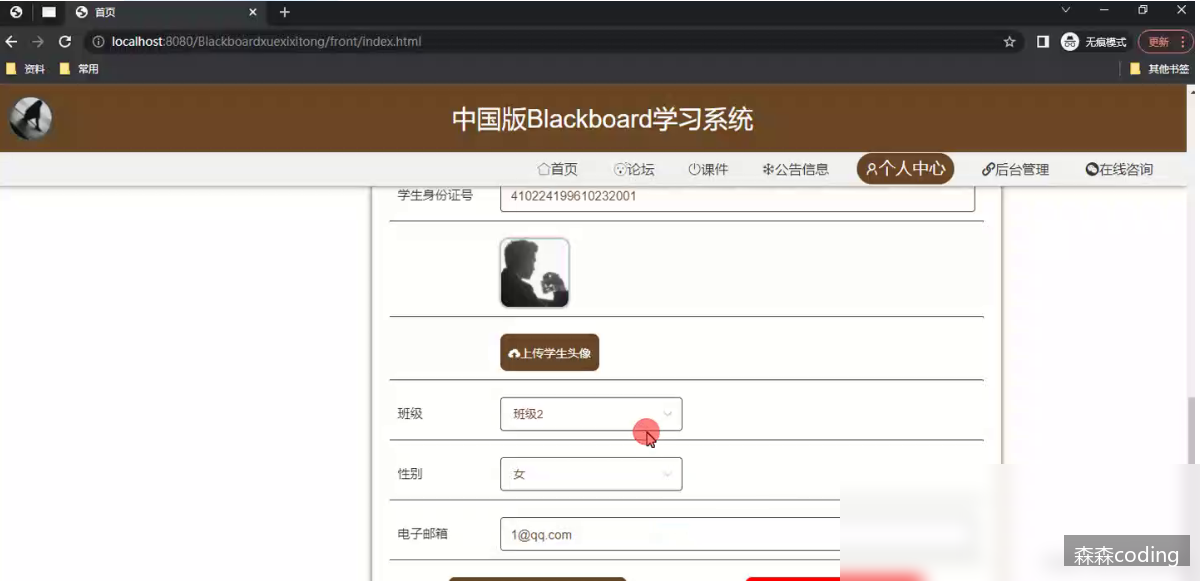 首页
localhost:8080/Blackboardxuexixitong/front/index.html
无痕模式
更新
资料
常用
其他书签
中国版Blackboard学习系统
首页
论坛
课件
公告信息
个人中心
后台管理
在线咨询
学生身份证号
410224199610232001
上传学生头像
班级
班级2
性别
女
电子邮箱
1@qq.com
森森coding